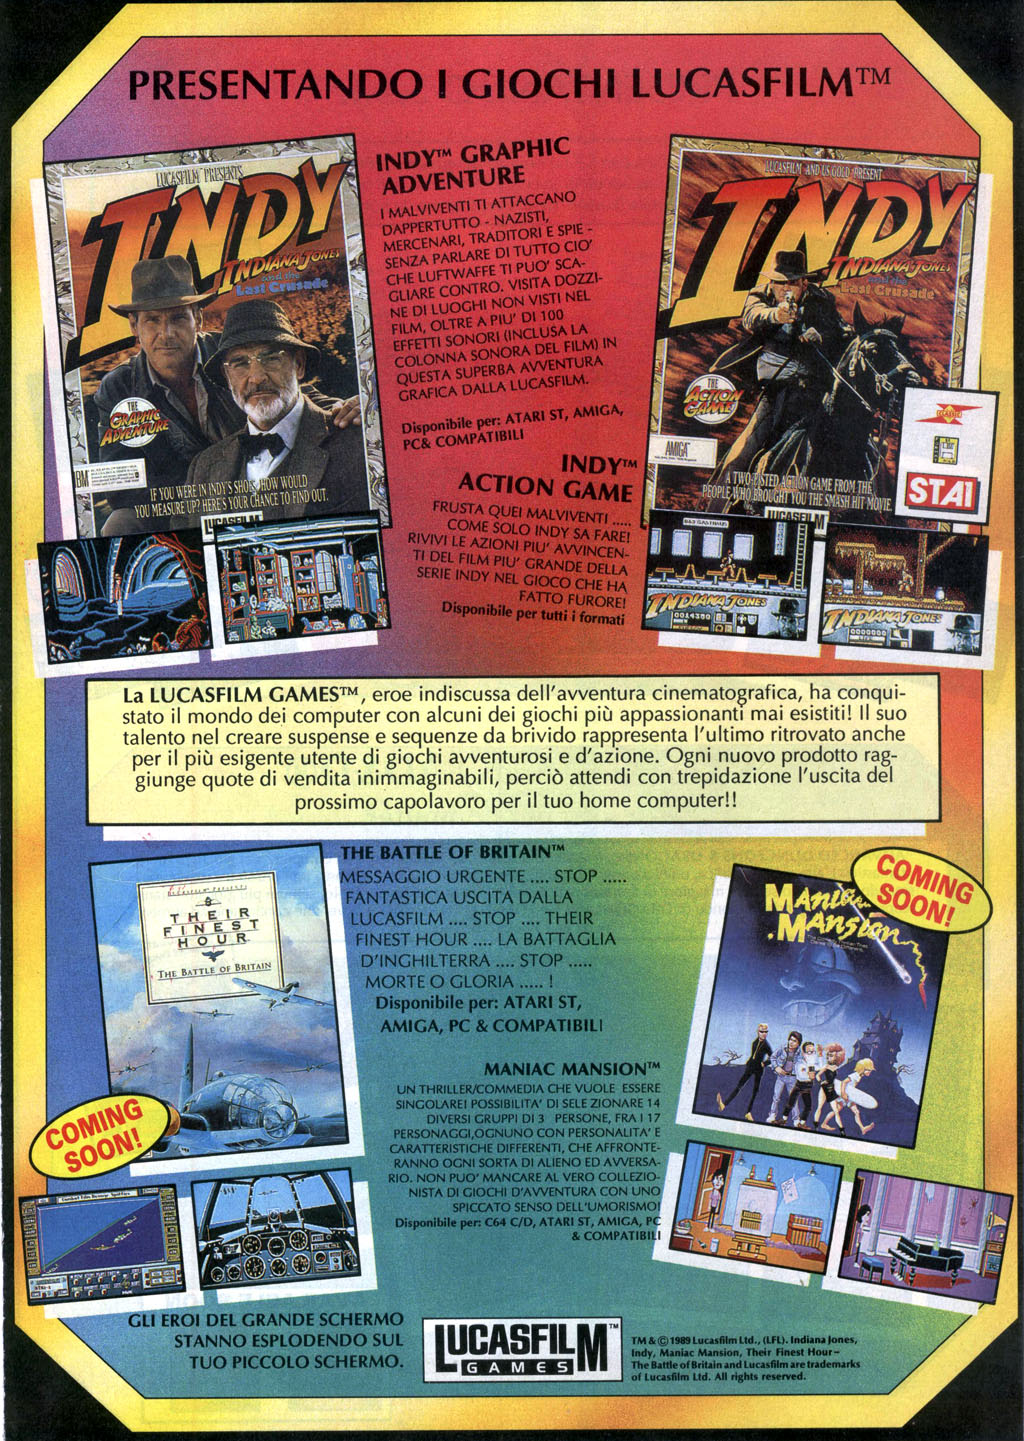 PRESENTANDO I GIOCHI LUCASFILM™
LUCASFILM PRESENTS
INDY
INDIANA JONES
and the
Last Crusade
THE
GRAPHIC
ADVENTURE
IF YOU WERE IN INDY'S SHOES, HOW WOULD
YOU MEASURE UP? HERE'S YOUR CHANCE TO FIND OUT.
LUCASFILM
INDY™ GRAPHIC
ADVENTURE
I MALVIVENTI TI ATTACCANO
DAPPERTUTTO - NAZISTI,
MERCENARI, TRADITORI E SPIE -
SENZA PARLARE DI TUTTO CIO'
CHE LUFTWAFFE TI PUO' SCA-
GLIARE CONTRO. VISITA DOZZI-
NE DI LUOGHI NON VISTI NEL
FILM, OLTRE A PIU' DI 100
EFFETTI SONORI (INCLUSA LA
COLONNA SONORA DEL FILM) IN
QUESTA SUPERBA AVVENTURA
GRAFICA DALLA LUCASFILM.
Disponibile per: ATARI ST, AMIGA,
PC& COMPATIBILI
LUCASFILM AND US GOLD PRESENT
INDY
INDIANA JONES
and the
Last Crusade
THE
ACTION
GAME
AMIGA
A TWO-FISTED ACTION GAME FROM THE
PEOPLE WHO BROUGHT YOU THE SMASH HIT MOVIE.
LUCASFILM
STAI
INDY™
ACTION GAME
FRUSTA QUEI MALVIVENTI .....
COME SOLO INDY SA FARE!
RIVIVI LE AZIONI PIU' AVVINCEN-
TI DEL FILM PIU' GRANDE DELLA
SERIE INDY NEL GIOCO CHE HA
FATTO FURORE!
Disponibile per tutti i formati
INDIANA JONES
INDIANA JONES
La LUCASFILM GAMES™, eroe indiscussa dell'avventura cinematografica, ha conqui-
stato il mondo dei computer con alcuni dei giochi più appassionanti mai esistiti! Il suo
talento nel creare suspense e sequenze da brivido rappresenta l'ultimo ritrovato anche
per il più esigente utente di giochi avventurosi e d'azione. Ogni nuovo prodotto rag-
giunge quote di vendita inimmaginabili, perciò attendi con trepidazione l'uscita del
prossimo capolavoro per il tuo home computer!!
THEIR
FINEST
HOUR
THE BATTLE OF BRITAIN
COMING
SOON!
THE BATTLE OF BRITAIN™
MESSAGGIO URGENTE .... STOP .....
FANTASTICA USCITA DALLA
LUCASFILM .... STOP .... THEIR
FINEST HOUR .... LA BATTAGLIA
D'INGHILTERRA .... STOP .....
MORTE O GLORIA ..... !
Disponibile per: ATARI ST,
AMIGA, PC & COMPATIBILI
COMING
SOON!
MANIAC
MANSION
MANIAC MANSION™
UN THRILLER/COMMEDIA CHE VUOLE ESSERE
SINGOLAREI POSSIBILITA' DI SELE ZIONARE 14
DIVERSI GRUPPI DI 3 PERSONE, FRA I 17
PERSONAGGI,OGNUNO CON PERSONALITA' E
CARATTERISTICHE DIFFERENTI, CHE AFFRONTE-
RANNO OGNI SORTA DI ALIENO ED AVVERSA-
RIO. NON PUO' MANCARE AL VERO COLLEZIO-
NISTA DI GIOCHI D'AVVENTURA CON UNO
SPICCATO SENSO DELL'UMORISMO!
Disponibile per: C64 C/D, ATARI ST, AMIGA, PC
& COMPATIBILI
GLI EROI DEL GRANDE SCHERMO
STANNO ESPLODENDO SUL
TUO PICCOLO SCHERMO.
LUCASFILM™
GAMES
TM & © 1989 Lucasfilm Ltd., (LFL). Indiana Jones,
Indy, Maniac Mansion, Their Finest Hour—
The Battle of Britain and Lucasfilm are trademarks
of Lucasfilm Ltd. All rights reserved.